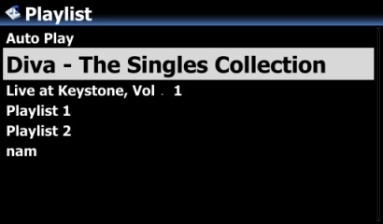 Playlist
Auto Play
Diva - The Singles Collection
Live at Keystone, Vol . 1
Playlist 1
Playlist 2
nam